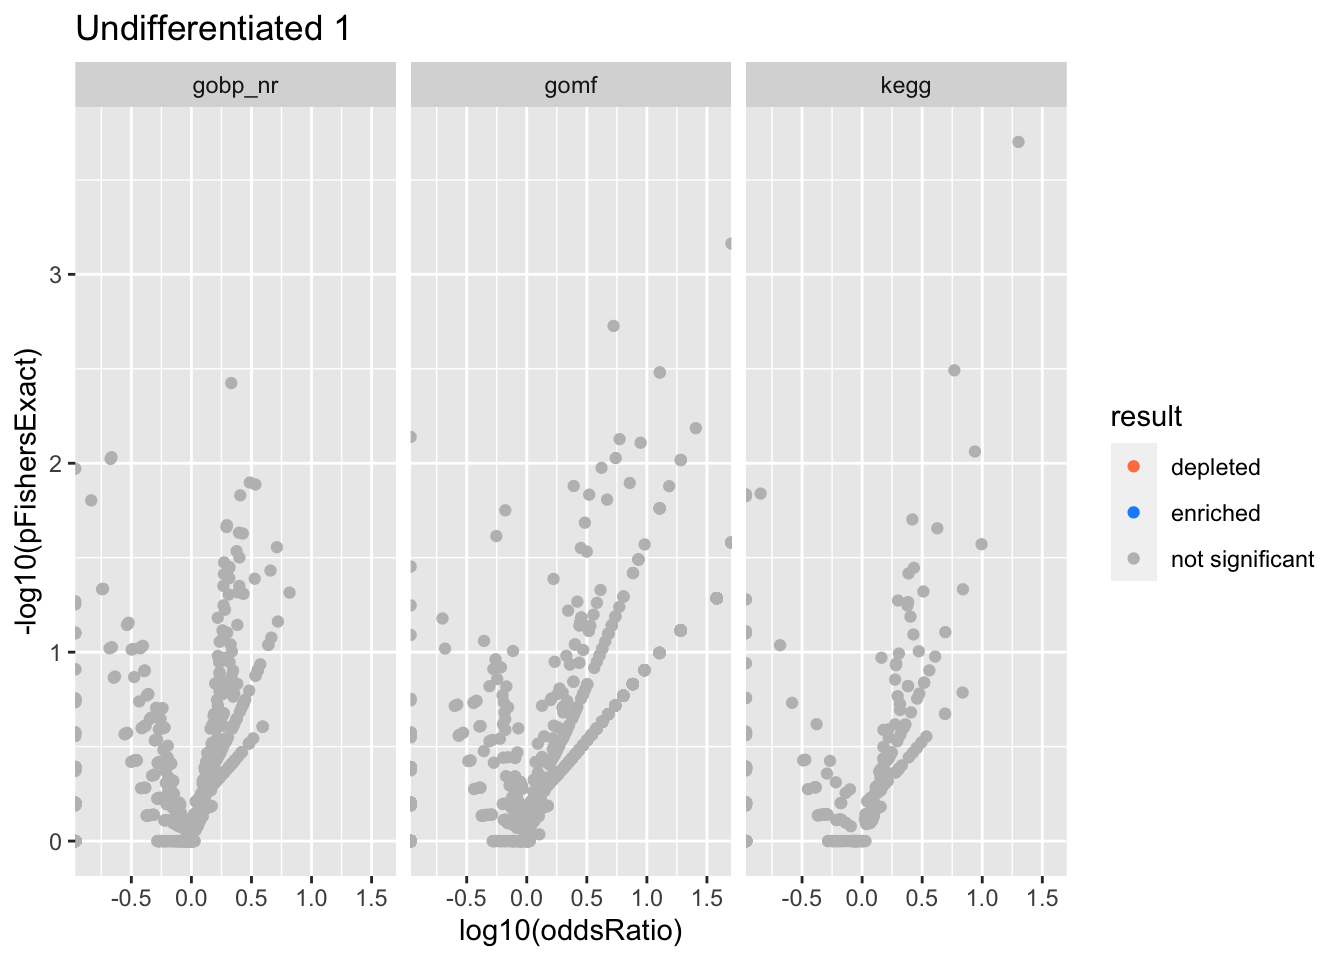 Undifferentiated 1
gobp_nr gomf kegg
-log10(pFishersExact)
3
2
1
0
-0.5 0.0 0.5 1.0 1.5 -0.5 0.0 0.5 1.0 1.5 -0.5 0.0 0.5 1.0 1.5
log10(oddsRatio)
result
depleted
enriched
not significant